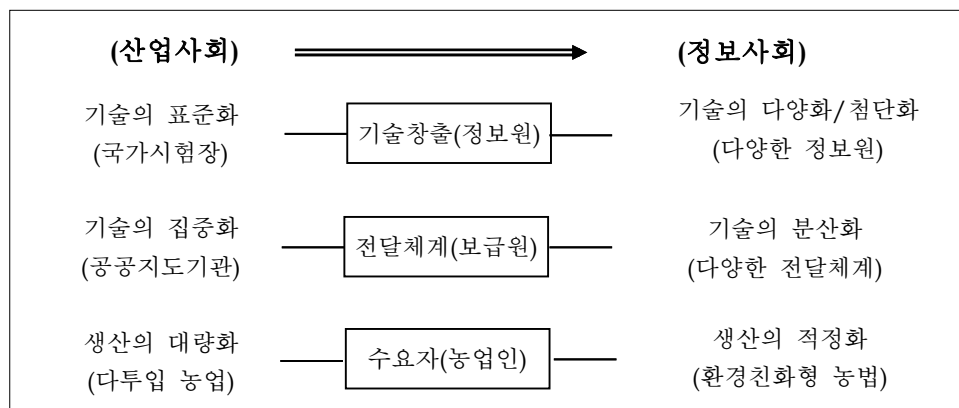 (산업사회) (정보사회)
기술의 표준화 기술의 다양화/첨단화
기술창출(정보원)
(국가시험장) (다양한 정보원)
기술의 집중화 기술의 분산화
전달체계(보급원)
(공공지도기관) (다양한 전달체계)
생산의 대량화 생산의 적정화
수요자(농업인)
(다투입 농업) (환경친화형 농법)